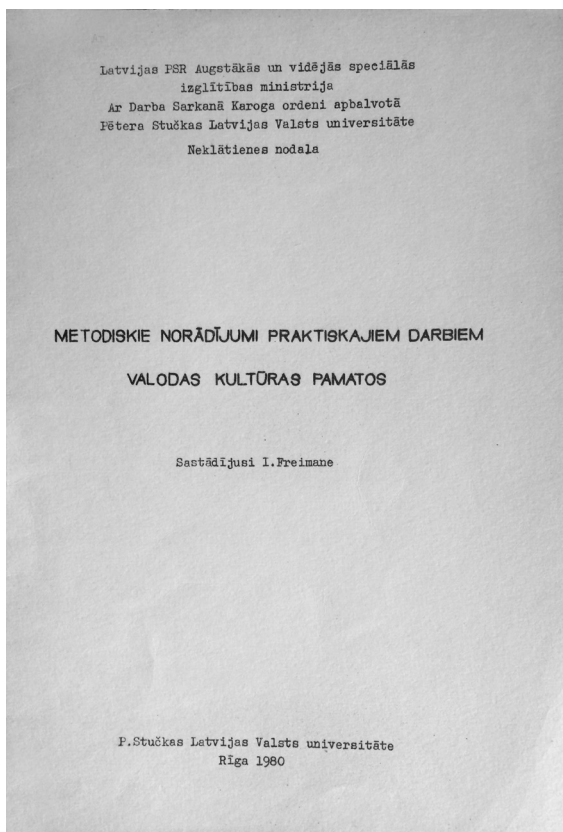 Latvijas PSR Augstākās un vidējās speciālās
izglītības ministrija
Ar Darba Sarkanā Karoga ordeni apbalvotā
Pētera Stučkas Latvijas Valsts universitāte
Neklātienes nodaļa
METODISKIE NORĀDĪJUMI PRAKTISKAJIEM DARBIEM
VALODAS KULTŪRAS PAMATOS
Sastādījusi I.Freimane
P.Stučkas Latvijas Valsts universitāte
Rīga 1980